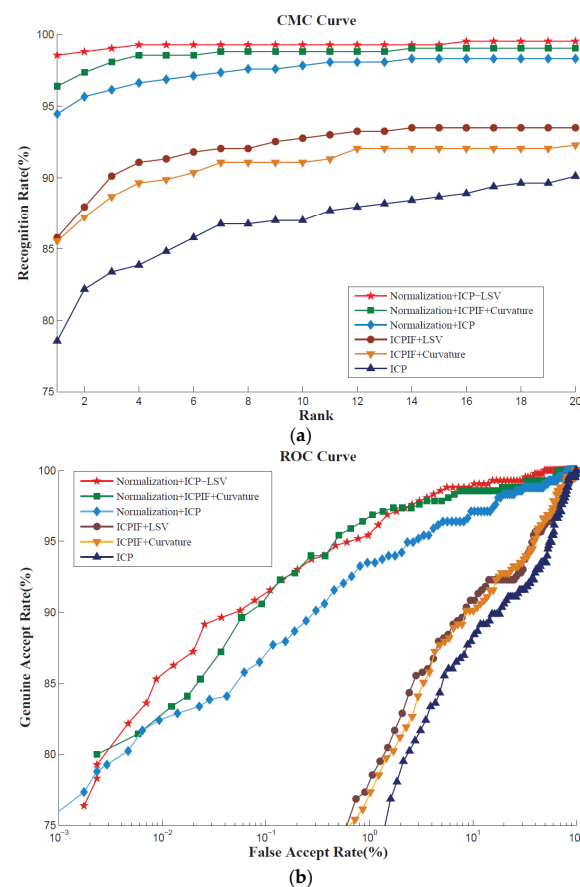 CMC Curve
100
95
90
85
80
75
Recognition Rate(%)
Normalization+ICP−LSV
Normalization+ICPIF+Curvature
Normalization+ICP
ICPIF+LSV
ICPIF+Curvature
ICP
2 4 6 8 10 12 14 16 18 20
Rank
(a)
ROC Curve
100
95
90
85
80
75
Genuine Accept Rate(%)
Normalization+ICP−LSV
Normalization+ICPIF+Curvature
Normalization+ICP
ICPIF+LSV
ICPIF+Curvature
ICP
10⁻³ 10⁻² 10⁻¹ 10⁰ 10¹ 10
False Accept Rate(%)
(b)